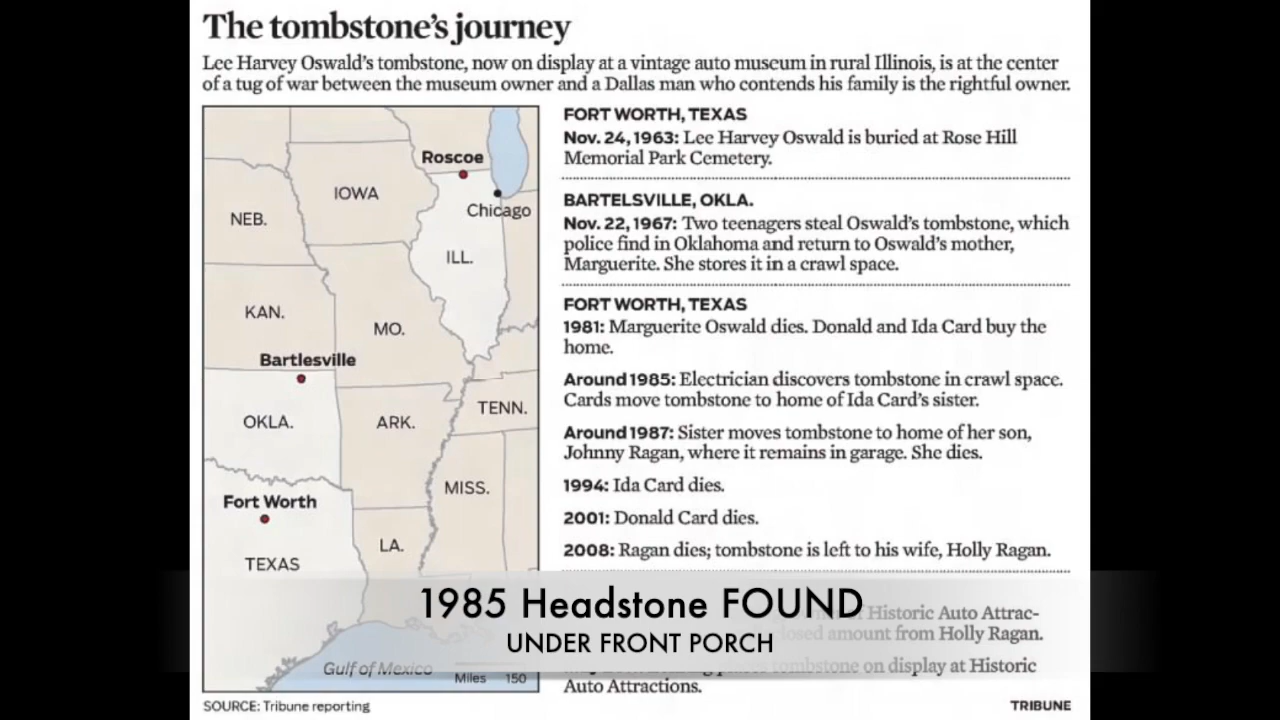 The tombstone's journey
Lee Harvey Oswald's tombstone, now on display at a vintage auto museum in rural Illinois, is at the center
of a tug of war between the museum owner and a Dallas man who contends his family is the rightful owner.
Roscoe
IOWA
Chicago
NEB.
ILL.
KAN.
MO.
Bartlesville
OKLA.
ARK.
TENN.
MISS.
Fort Worth
LA.
TEXAS
Gulf of Mexico
Miles 150
FORT WORTH, TEXAS
Nov. 24, 1963: Lee Harvey Oswald is buried at Rose Hill
Memorial Park Cemetery.
BARTELSVILLE, OKLA.
Nov. 22, 1967: Two teenagers steal Oswald's tombstone, which
police find in Oklahoma and return to Oswald's mother,
Marguerite. She stores it in a crawl space.
FORT WORTH, TEXAS
1981: Marguerite Oswald dies. Donald and Ida Card buy the
home.
Around 1985: Electrician discovers tombstone in crawl space.
Cards move tombstone to home of Ida Card's sister.
Around 1987: Sister moves tombstone to home of her son,
Johnny Ragan, where it remains in garage. She dies.
1994: Ida Card dies.
2001: Donald Card dies.
2008: Ragan dies; tombstone is left to his wife, Holly Ragan.
of Historic Auto Attrac-
amount from Holly Ragan.
tombstone on display at Historic
Auto Attractions.
1985 Headstone FOUND
UNDER FRONT PORCH
SOURCE: Tribune reporting
TRIBUNE